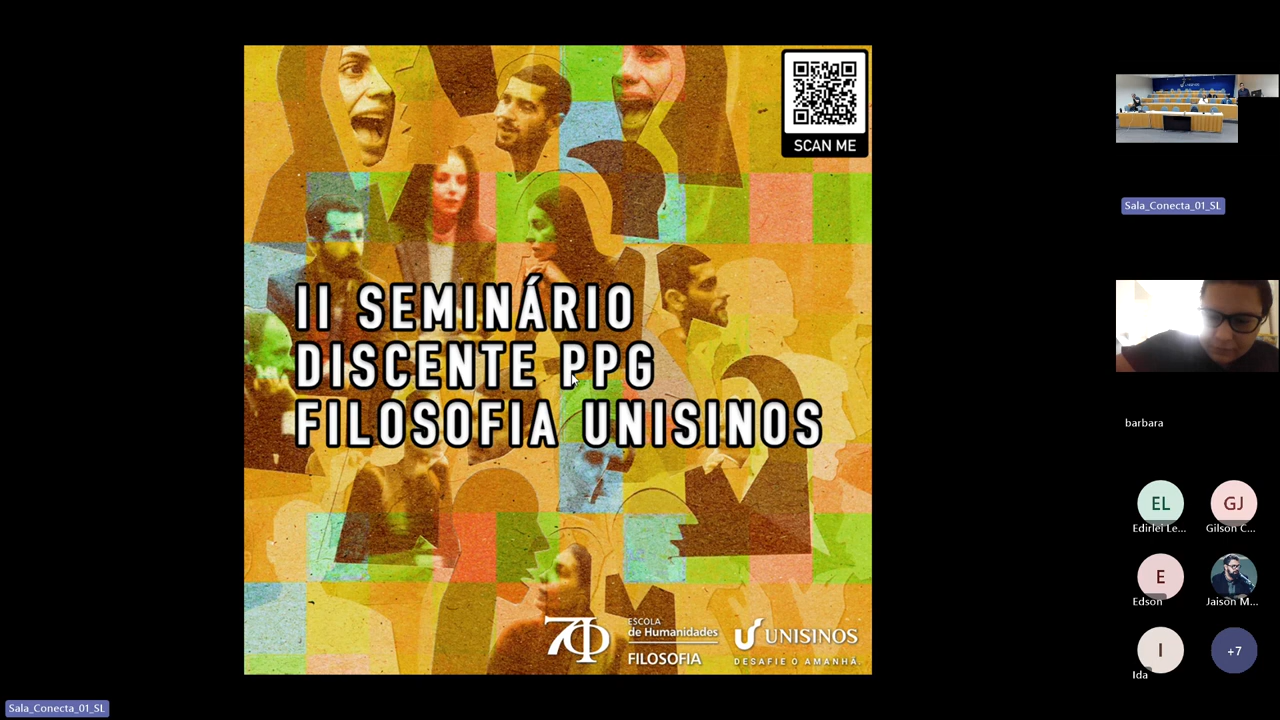 SCAN ME
II SEMINÁRIO
DISCENTE PPG
FILOSOFIA UNISINOS
7Φ
ESCOLA
de Humanidades
FILOSOFIA
UNISINOS
DESAFIE O AMANHÃ.
Sala_Conecta_01_SL
barbara
EL
GJ
Edirlei Le...
Gilson C...
E
Edson
Jaison M...
I
+7
Ida
Sala_Conecta_01_SL